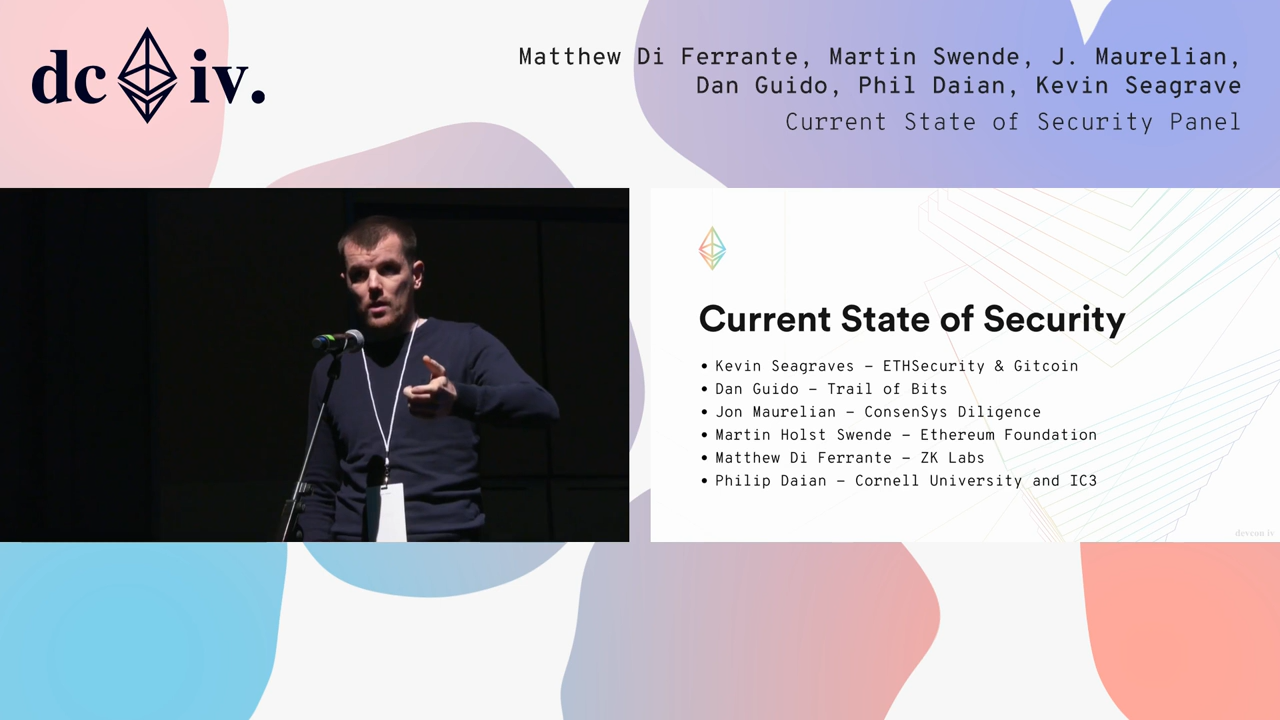 dc iv.
Matthew Di Ferrante, Martin Swende, J. Maurelian,
Dan Guido, Phil Daian, Kevin Seagrave
Current State of Security Panel
Current State of Security
• Kevin Seagraves – ETHSecurity & Gitcoin
• Dan Guido – Trail of Bits
• Jon Maurelian – ConsenSys Diligence
• Martin Holst Swende – Ethereum Foundation
• Matthew Di Ferrante – ZK Labs
• Philip Daian – Cornell University and IC3
devcon iv